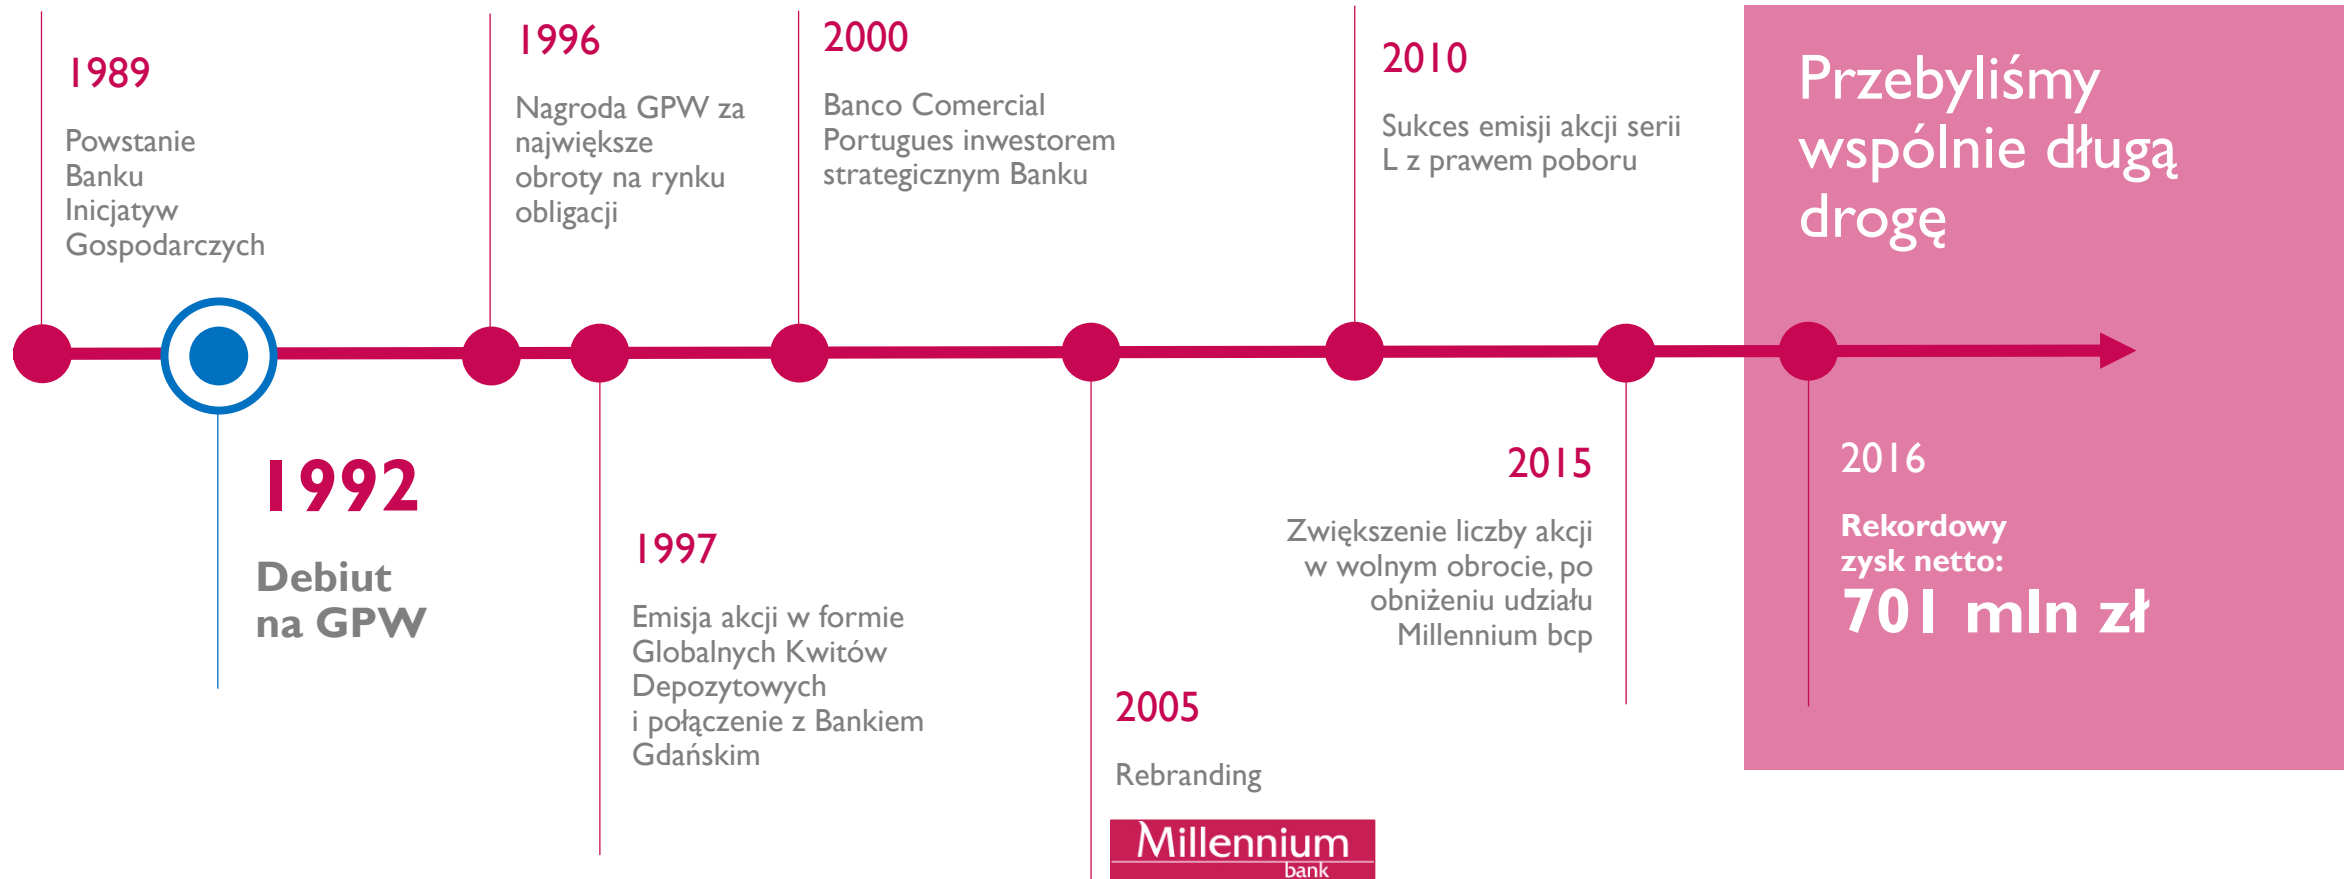 1989
Powstanie
Banku
Inicjatyw
Gospodarczych
1992
Debiut
na GPW
1996
Nagroda GPW za
największe
obroty na rynku
obligacji
1997
Emisja akcji w formie
Globalnych Kwitów
Depozytowych
i połączenie z Bankiem
Gdańskim
2000
Banco Comercial
Portugues inwestorem
strategicznym Banku
2005
Rebranding
Millennium
bank
2010
Sukces emisji akcji serii
L z prawem poboru
2015
Zwiększenie liczby akcji
w wolnym obrocie, po
obniżeniu udziału
Millennium bcp
Przebyliśmy
wspólnie długą
drogę
2016
Rekordowy
zysk netto:
701 mln zł